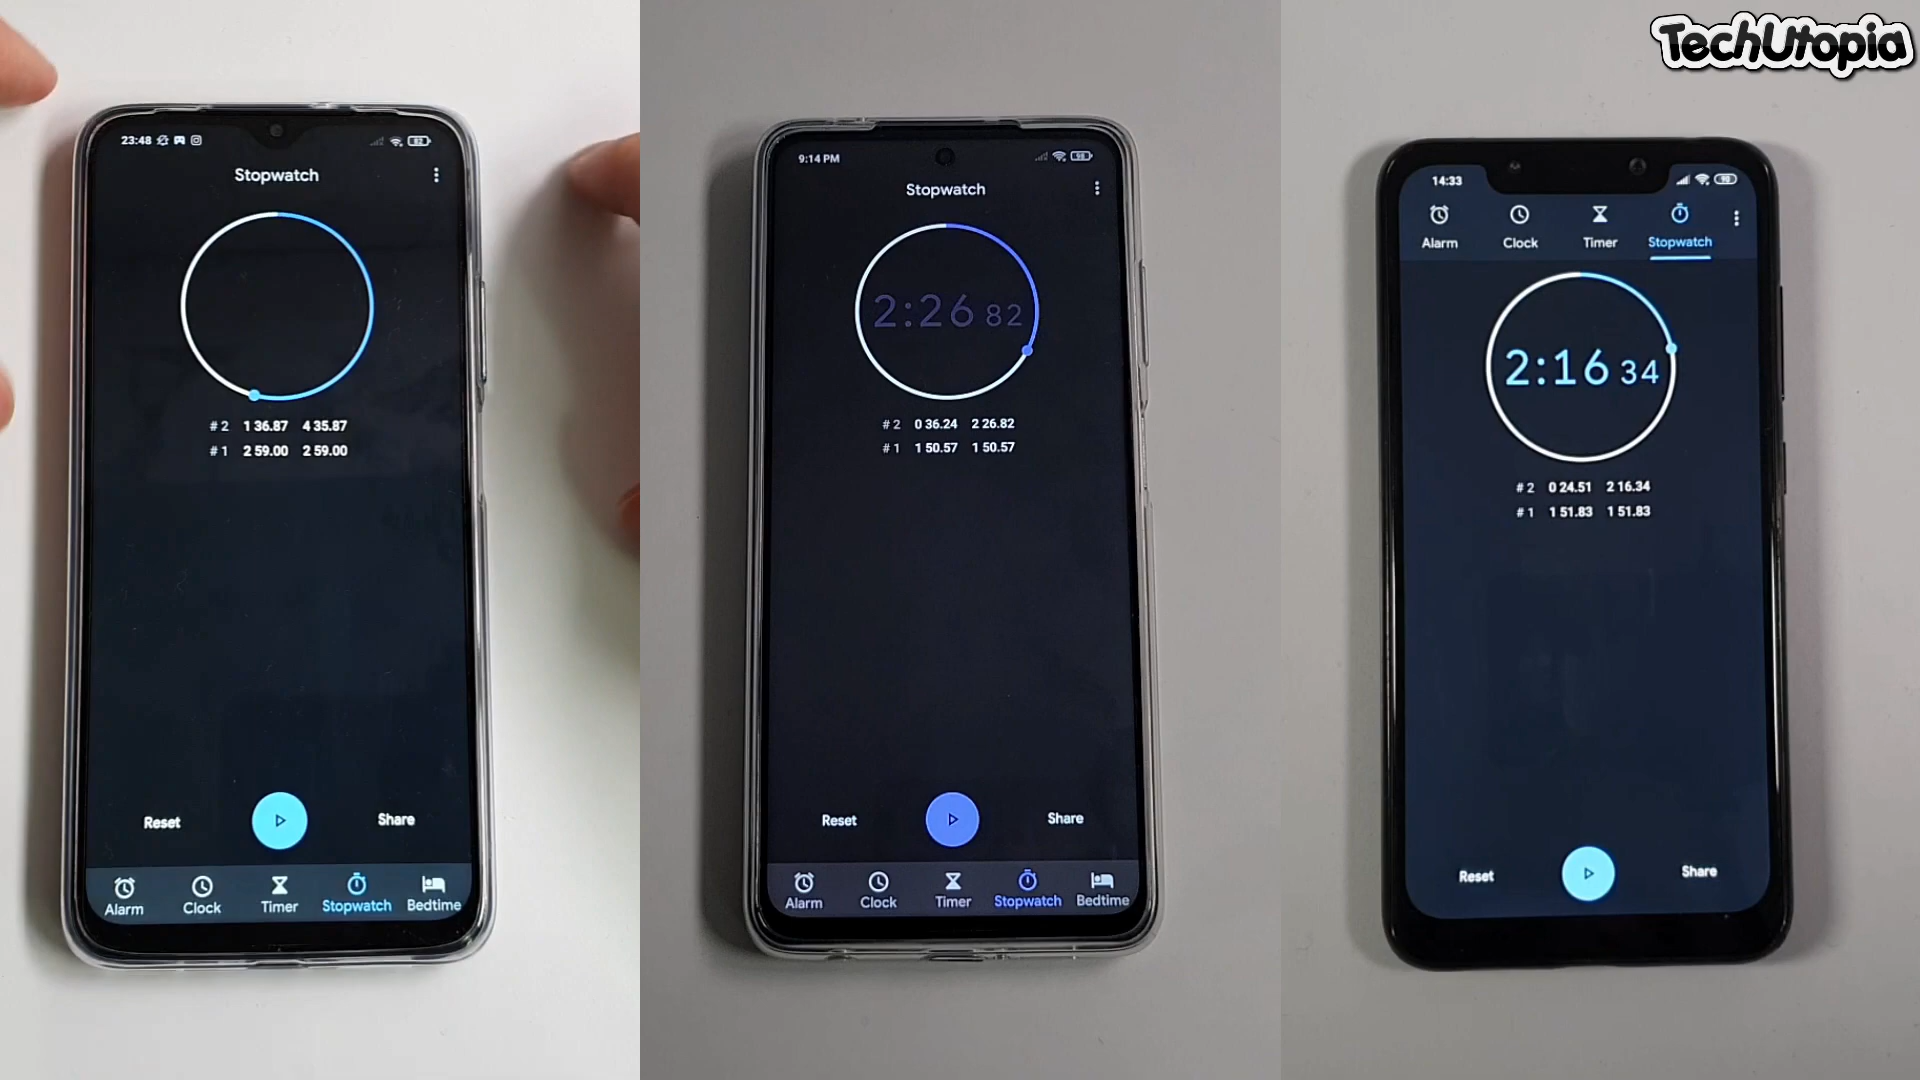 TechUtopia
23:48
82
Stopwatch
# 2 1 36.87 4 35.87
# 1 2 59.00 2 59.00
Reset
Share
Alarm
Clock
Timer
Stopwatch
Bedtime
9:14 PM
98
Stopwatch
2:26 82
# 2 0 36.24 2 26.82
# 1 1 50.57 1 50.57
Reset
Share
Alarm
Clock
Timer
Stopwatch
Bedtime
14:33
90
Alarm
Clock
Timer
Stopwatch
2:16 34
# 2 0 24.51 2 16.34
# 1 1 51.83 1 51.83
Reset
Share